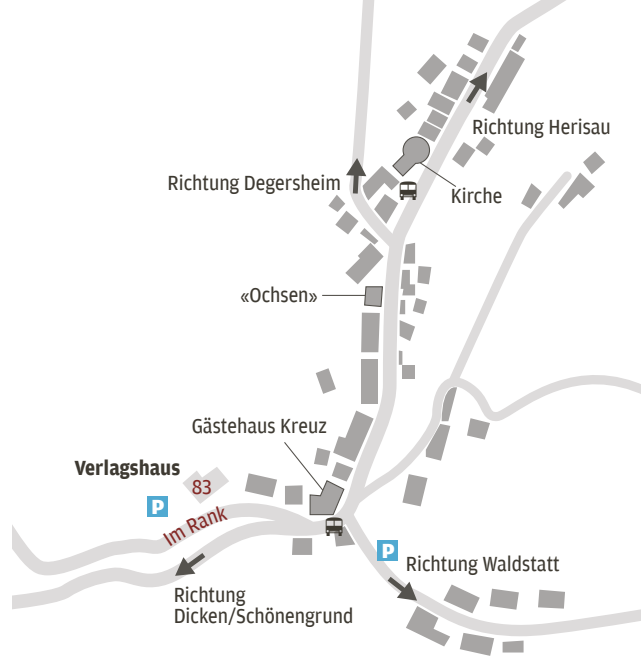 Richtung Herisau
Richtung Degersheim
Kirche
«Ochsen»
Gästehaus Kreuz
Verlagshaus
83
P
Im Rank
P
Richtung Waldstatt
Richtung
Dicken/Schönengrund